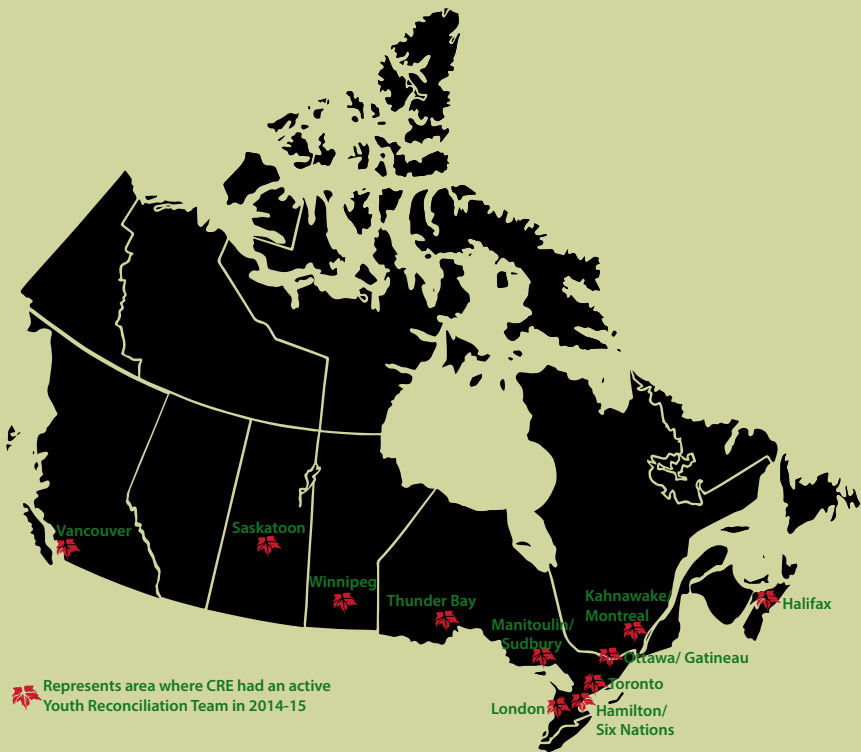 Vancouver
Saskatoon
Winnipeg
Thunder Bay
Manitoulin/
Sudbury
Kahnawake/
Montreal
Halifax
Ottawa/ Gatineau
Toronto
London
Hamilton/
Six Nations
Represents area where CRE had an active
Youth Reconciliation Team in 2014-15